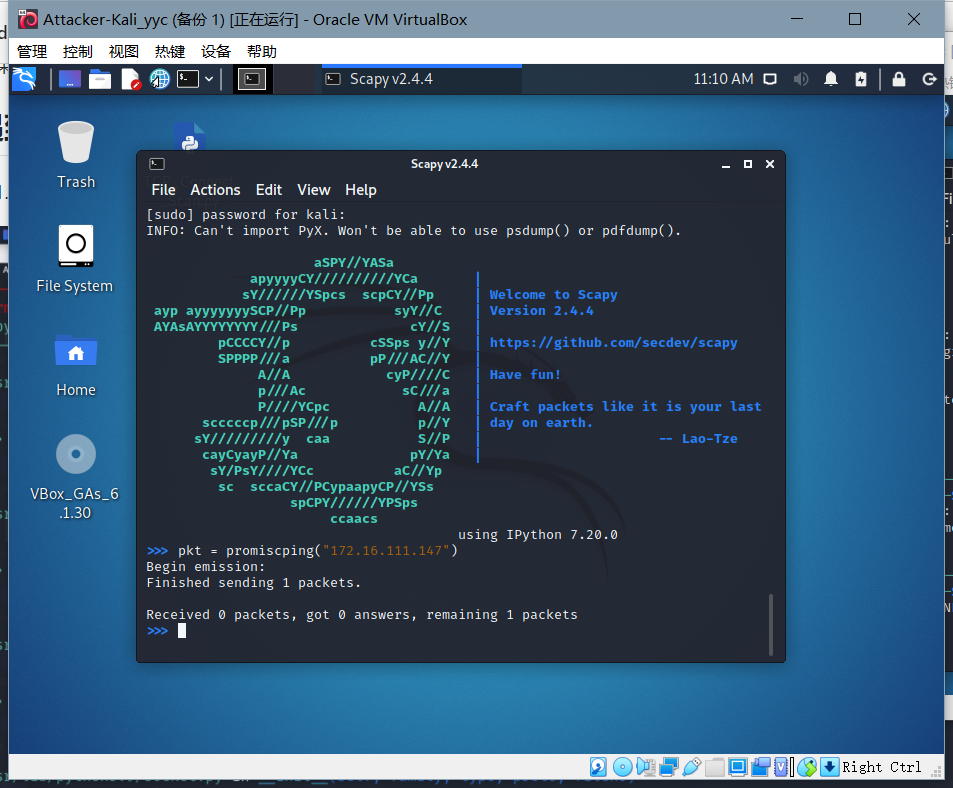 Attacker-Kali_yyc (备份 1) [正在运行] - Oracle VM VirtualBox
管理 控制 视图 热键 设备 帮助
Scapy v2.4.4
11:10 AM
Trash
File System
Home
VBox_GAs_6
.1.30
Scapy v2.4.4
File Actions Edit View Help
[sudo] password for kali:
INFO: Can't import PyX. Won't be able to use psdump() or pdfdump().
aSPY//YASa
apyyyyCY//////////YCa |
sY//////YSpcs  scpCY//Pp | Welcome to Scapy
ayp ayyyyyyySCP//Pp           syY//C | Version 2.4.4
AYAsAYYYYYYYY///Ps              cY//S |
pCCCCY//p          cSSps y//Y | https://github.com/secdev/scapy
SPPPP///a          pP///AC//Y |
A//A            cyP////C | Have fun!
p///Ac            sC///a |
P////YCpc           A//A | Craft packets like it is your last
scccccp///pSP///p          p//Y | day on earth.
sY/////////y  caa           S//P | -- Lao-Tze
cayCyayP//Ya              pY/Ya |
sY/PsY////YCc          aC//Yp
sc  sccaCY//PCypaapyCP//YSs
spCPY//////YPSps
ccaacs
using IPython 7.20.0
>>> pkt = promiscping("172.16.111.147")
Begin emission:
Finished sending 1 packets.
Received 0 packets, got 0 answers, remaining 1 packets
>>>
Right Ctrl